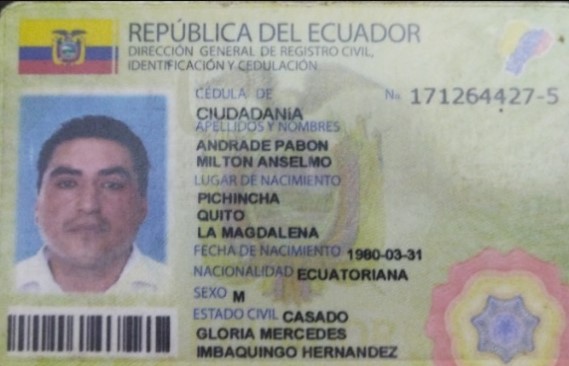 REPÚBLICA DEL ECUADOR
DIRECCIÓN GENERAL DE REGISTRO CIVIL,
IDENTIFICACIÓN Y CEDULACIÓN
CÉDULA DE No. 171264427-5
CIUDADANÍA
APELLIDOS Y NOMBRES
ANDRADE PABON
MILTON ANSELMO
LUGAR DE NACIMIENTO
PICHINCHA
QUITO
LA MAGDALENA
FECHA DE NACIMIENTO 1980-03-31
NACIONALIDAD ECUATORIANA
SEXO M
ESTADO CIVIL CASADO
GLORIA MERCEDES
IMBAQUINGO HERNANDEZ